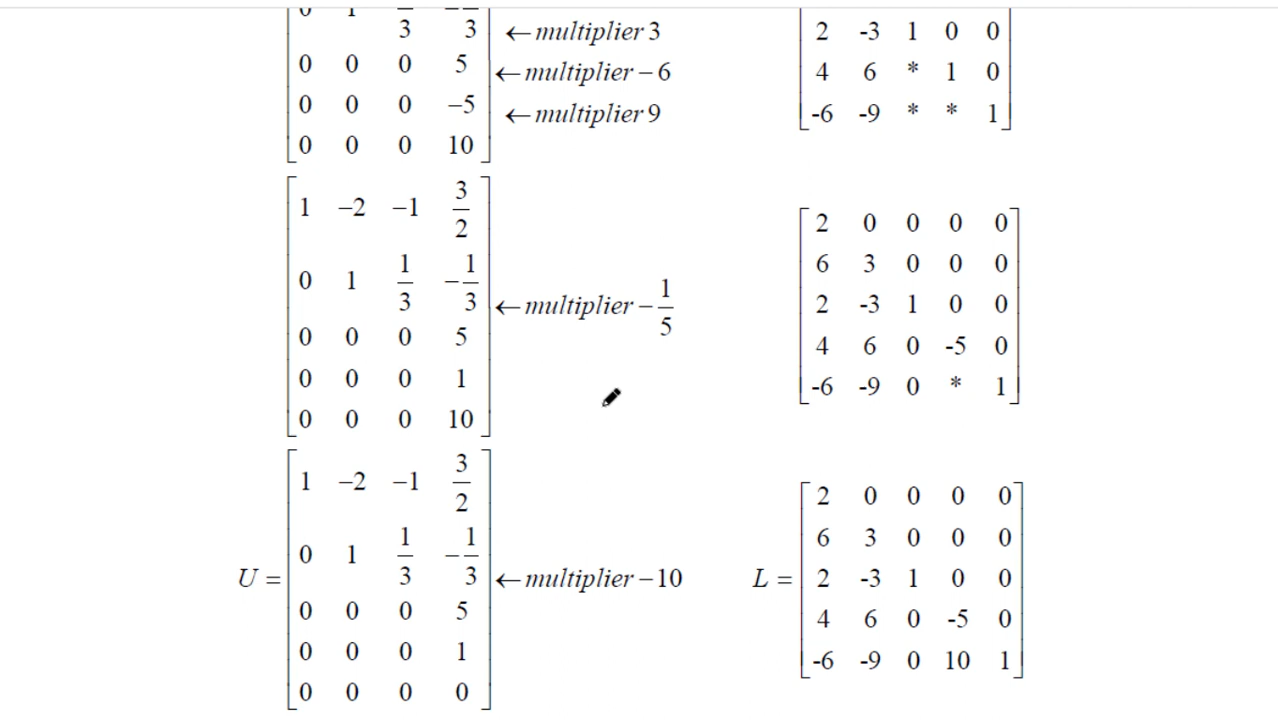 0 1 1/3 −1/3
0 0 0 5
0 0 0 −5
0 0 0 10
←multiplier 3
←multiplier −6
←multiplier 9
2 -3 1 0 0
4 6 * 1 0
-6 -9 * * 1
1 −2 −1 3/2
0 1 1/3 −1/3
0 0 0 5
0 0 0 1
0 0 0 10
←multiplier −1/5
2 0 0 0 0
6 3 0 0 0
2 -3 1 0 0
4 6 0 -5 0
-6 -9 0 * 1
U =
1 −2 −1 3/2
0 1 1/3 −1/3
0 0 0 5
0 0 0 1
0 0 0 0
←multiplier −10
L =
2 0 0 0 0
6 3 0 0 0
2 -3 1 0 0
4 6 0 -5 0
-6 -9 0 10 1